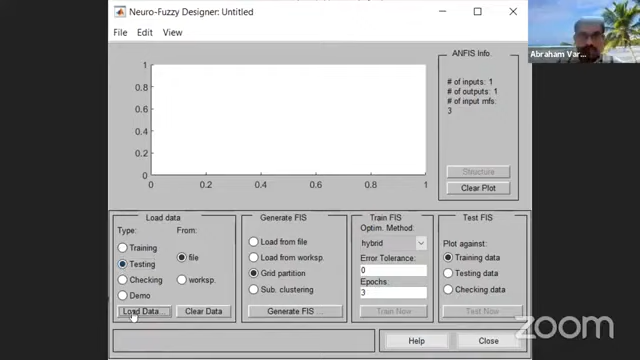 Neuro-Fuzzy Designer: Untitled
File Edit View
1
0.8
0.6
0.4
0.2
0
0 0.2 0.4 0.6 0.8 1
ANFIS Info.
# of inputs: 1
# of outputs: 1
# of input mfs:
3
Structure
Clear Plot
Load data
Type: From:
Training
Testing
Checking
Demo
file
worksp.
Load Data...
Clear Data
Generate FIS
Load from file
Load from worksp.
Grid partition
Sub. clustering
Generate FIS ...
Train FIS
Optim. Method:
hybrid
Error Tolerance:
0
Epochs:
3
Train Now
Test FIS
Plot against:
Training data
Testing data
Checking data
Test Now
Help
Close
Abraham Var...
zoom